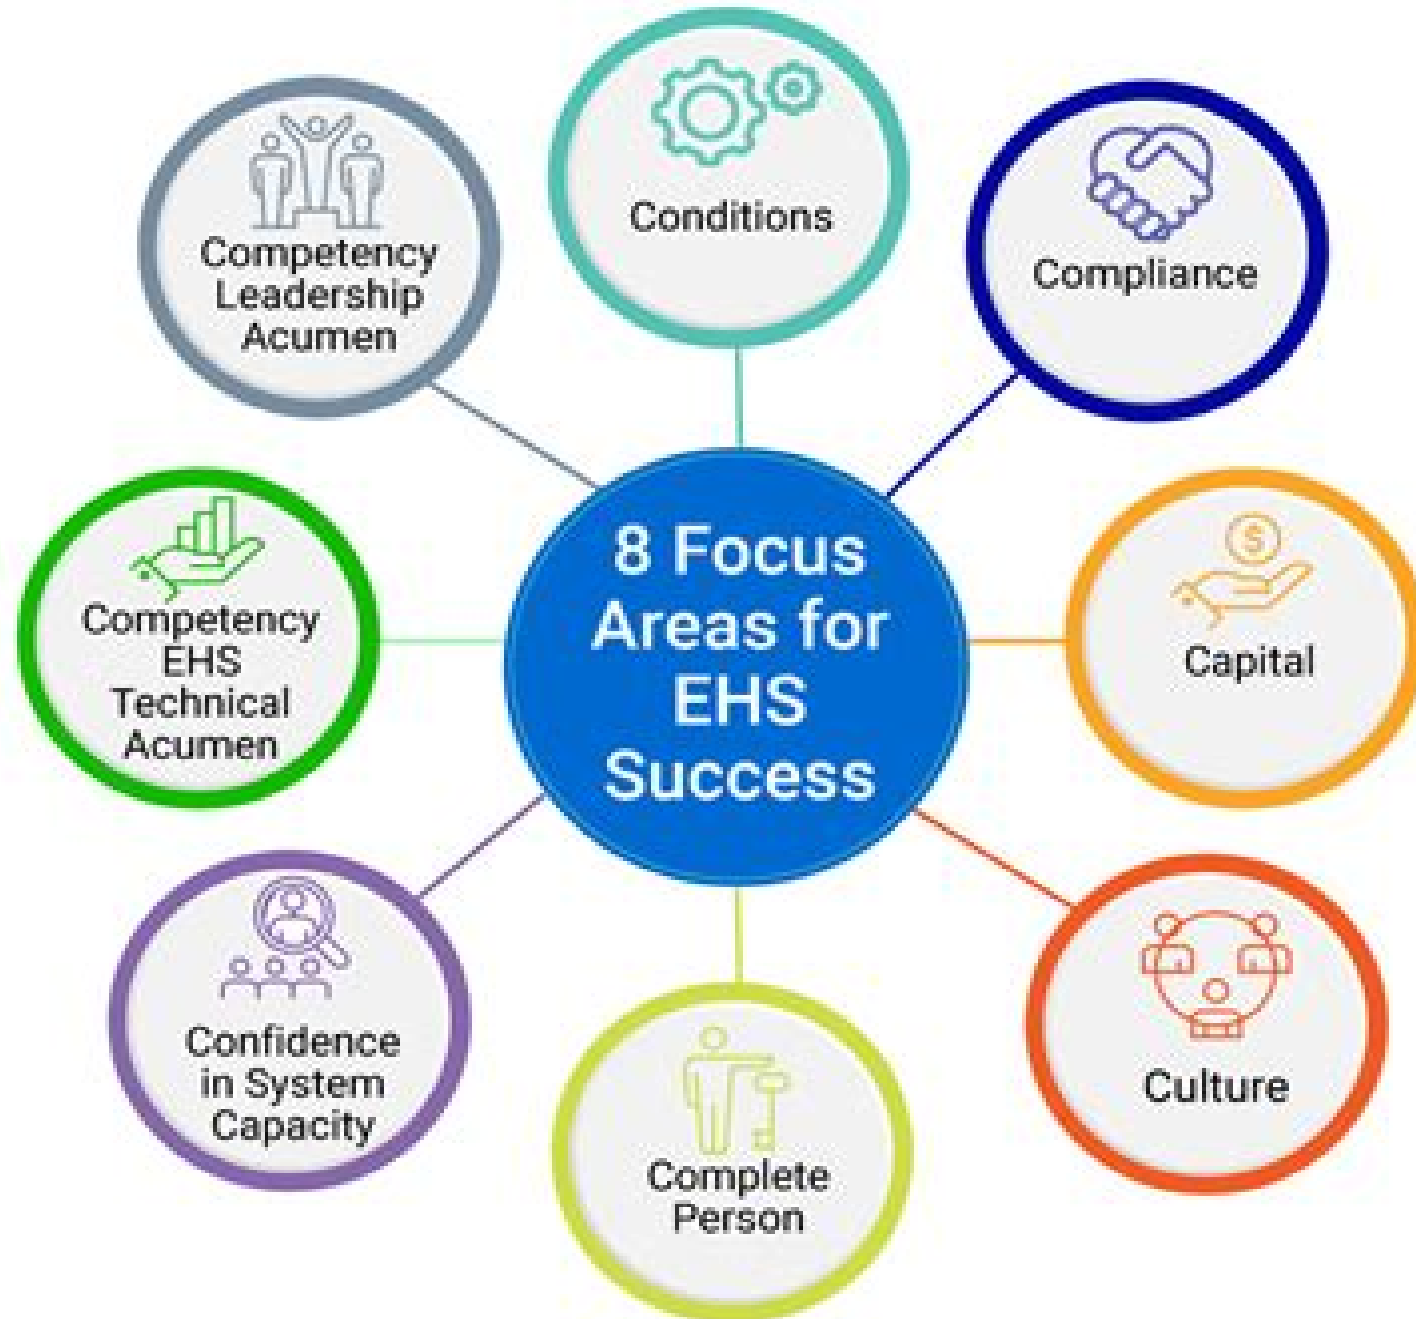 8 Focus
Areas for
EHS
Success
Conditions
Compliance
$
Capital
Culture
Complete
Person
Confidence
in System
Capacity
Competency
EHS
Technical
Acumen
Competency
Leadership
Acumen